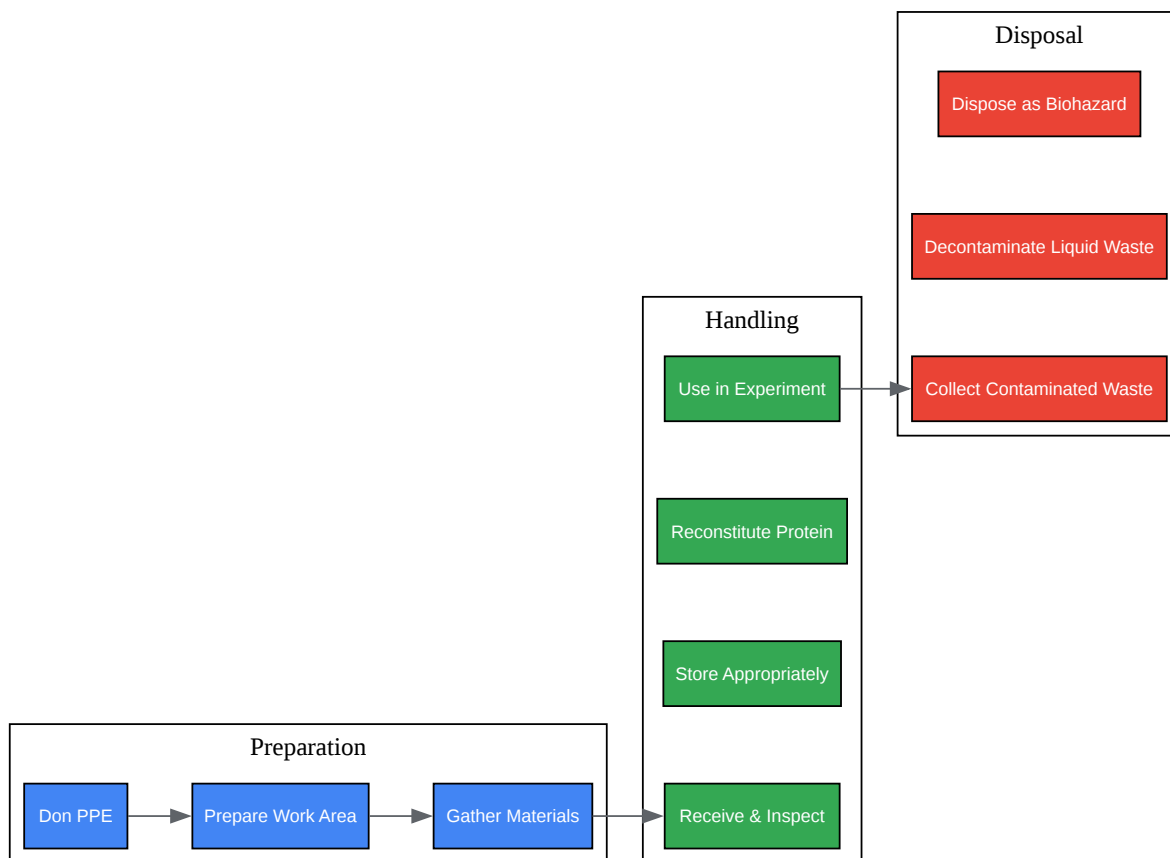 Disposal
Dispose as Biohazard
Decontaminate Liquid Waste
Collect Contaminated Waste
Handling
Use in Experiment
Reconstitute Protein
Store Appropriately
Receive & Inspect
Preparation
Don PPE
Prepare Work Area
Gather Materials